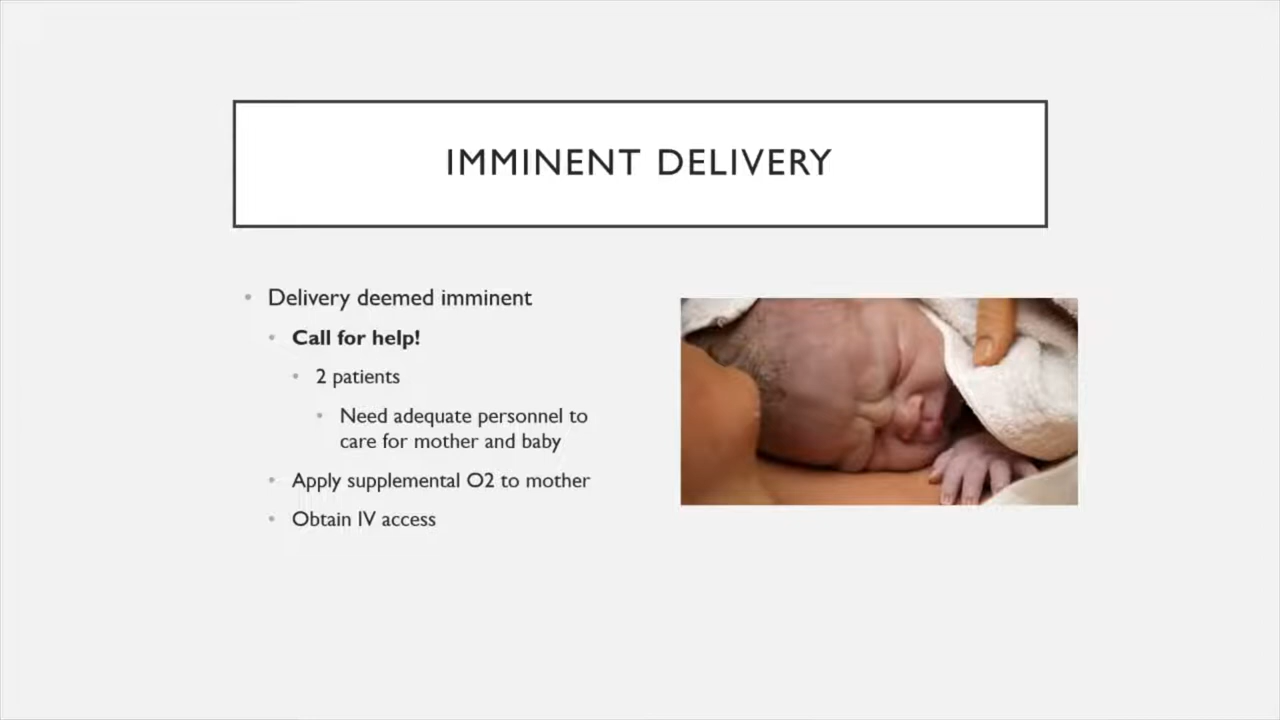 IMMINENT DELIVERY
• Delivery deemed imminent
• Call for help!
• 2 patients
• Need adequate personnel to
care for mother and baby
• Apply supplemental O2 to mother
• Obtain IV access